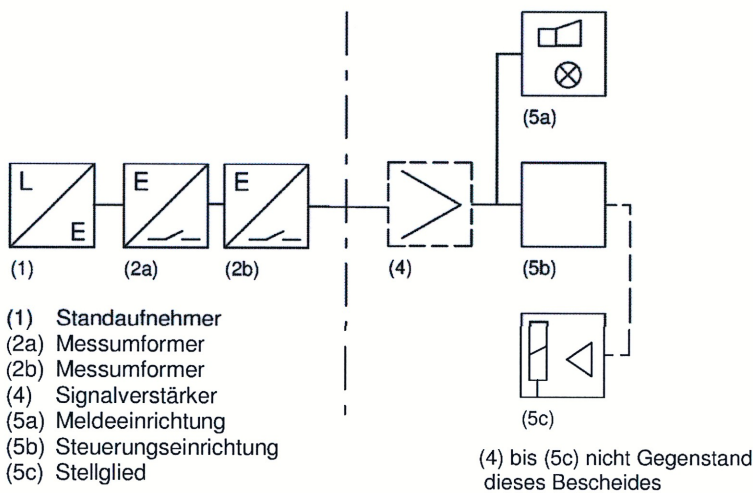 (5a)
L
E
E
E
(1)
(2a)
(2b)
(4)
(5b)
(5c)
(1) Standaufnehmer
(2a) Messumformer
(2b) Messumformer
(4) Signalverstärker
(5a) Meldeeinrichtung
(5b) Steuerungseinrichtung
(5c) Stellglied
(4) bis (5c) nicht Gegenstand
dieses Bescheides